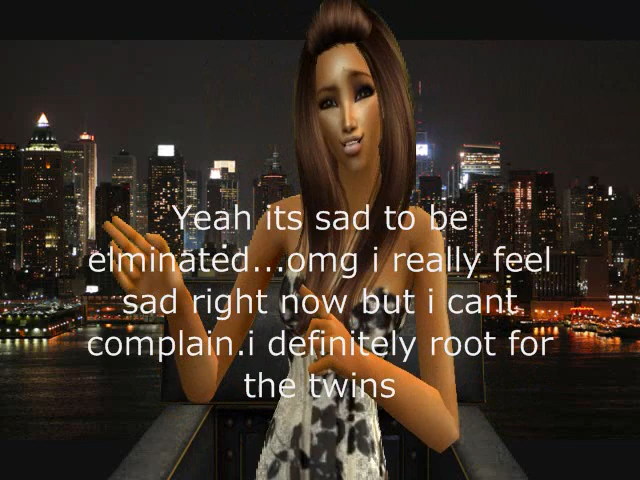 Yeah its sad to be
elminated...omg i really feel
sad right now but i cant
complain.i definitely root for
the twins